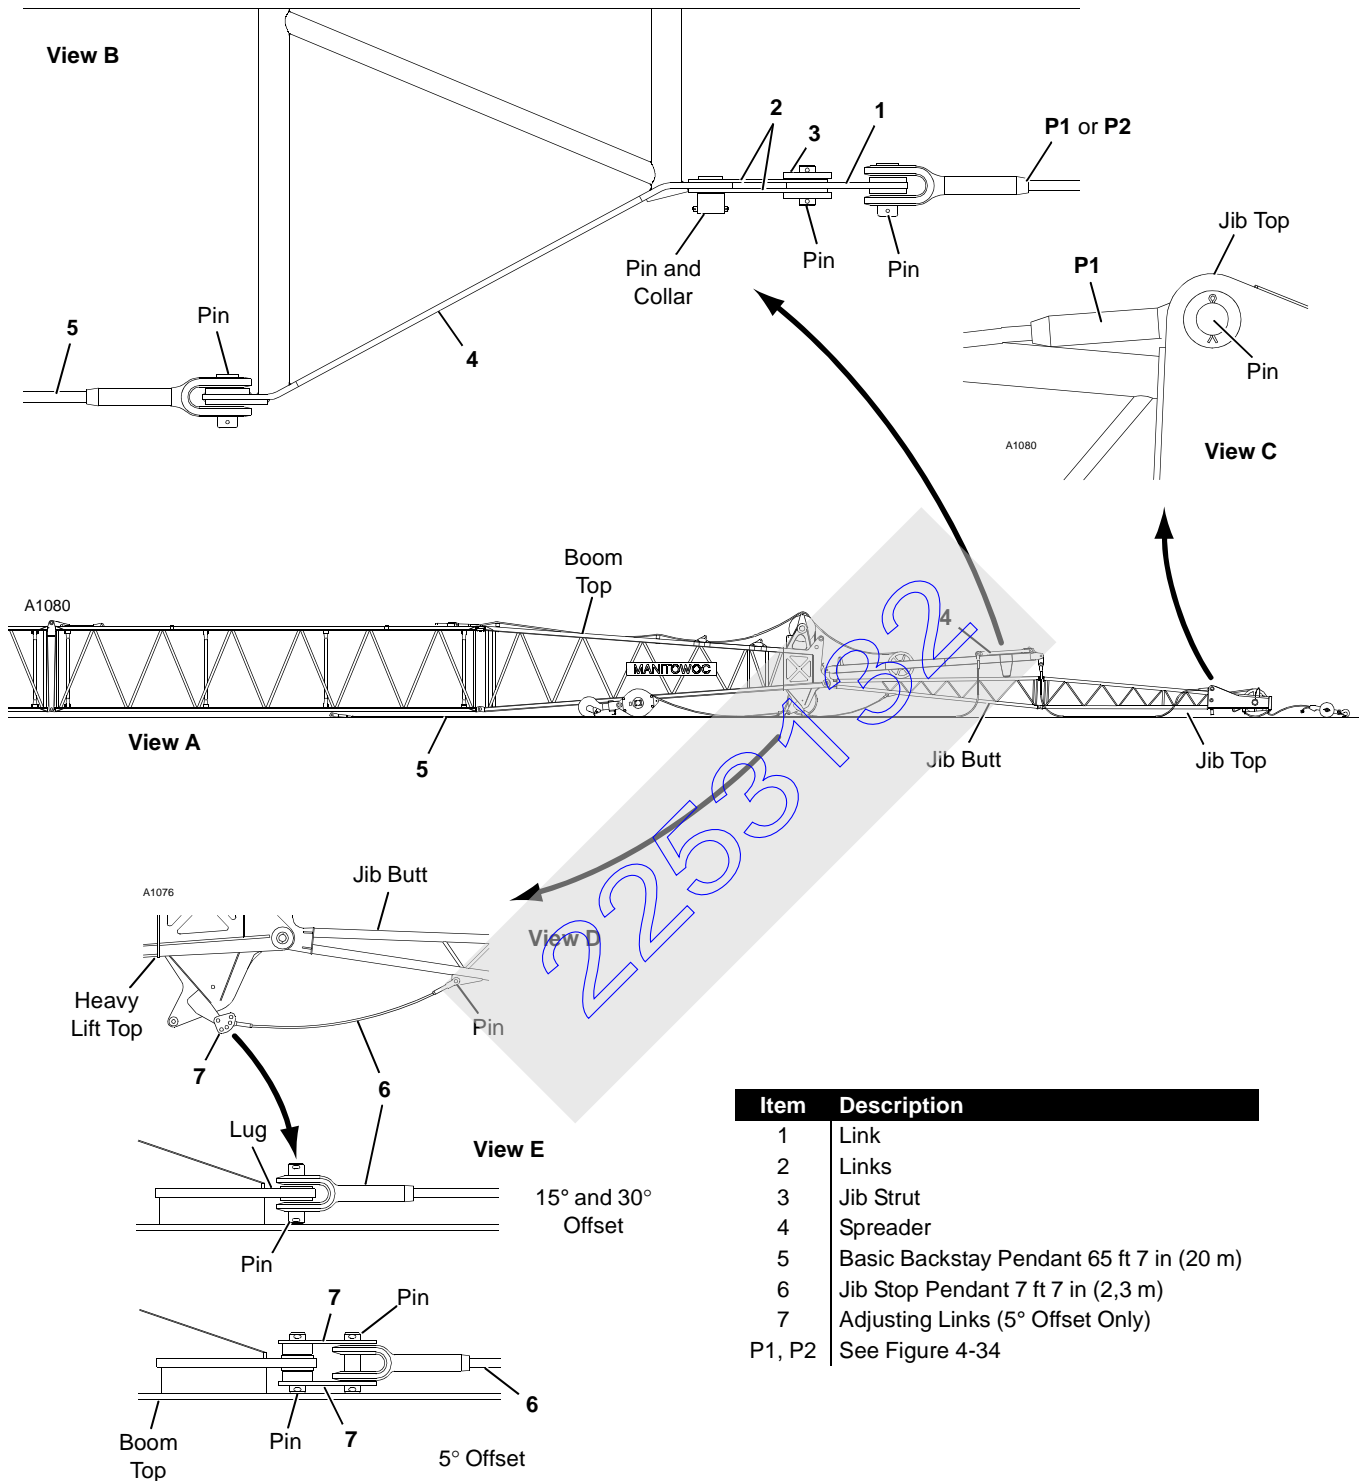 View B
2
3
1
P1 or P2
Pin and
Collar
Pin
Pin
Jib Top
P1
Pin
A1080
View C
5
Pin
4
Boom
Top
A1080
4
MANITOWOC
View A
5
Jib Butt
Jib Top
2253132
A1076
Jib Butt
View D
Heavy
Lift Top
Pin
7
6
Lug
View E
15° and 30°
Offset
Pin
7
Pin
6
Boom
Top
Pin
7
5° Offset
Item Description
1 Link
2 Links
3 Jib Strut
4 Spreader
5 Basic Backstay Pendant 65 ft 7 in (20 m)
6 Jib Stop Pendant 7 ft 7 in (2,3 m)
7 Adjusting Links (5° Offset Only)
P1, P2 See Figure 4-34